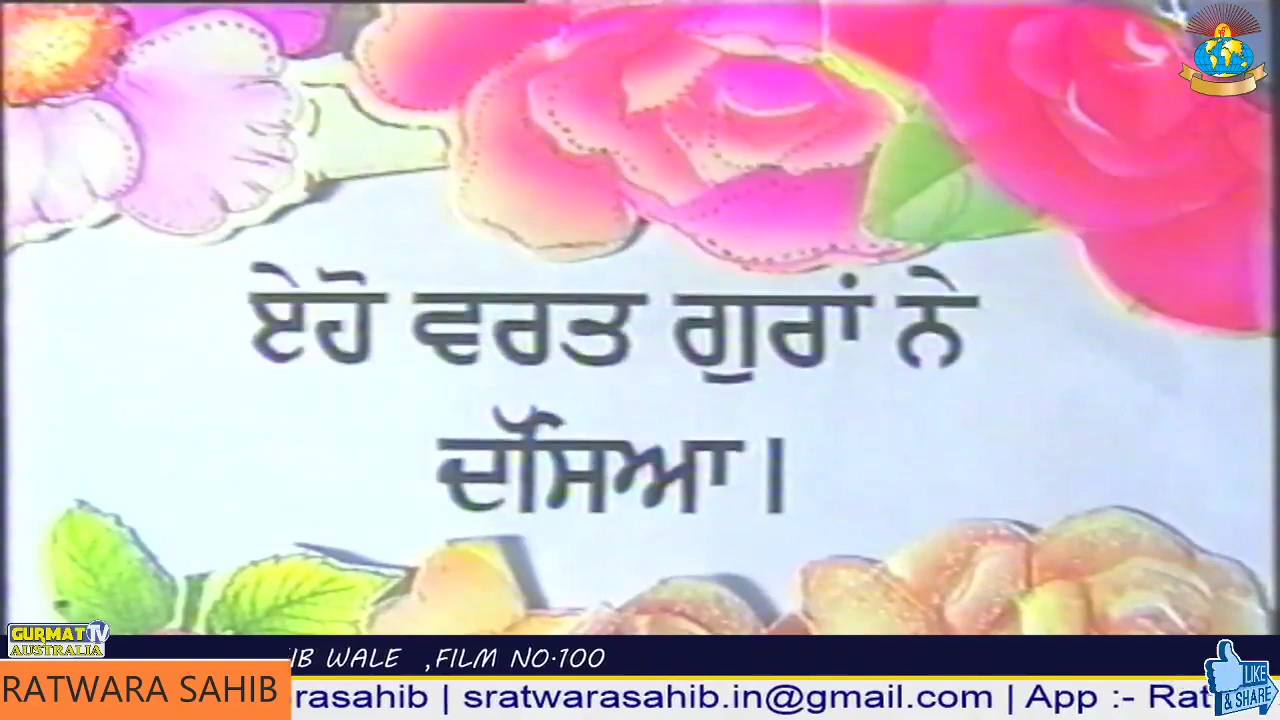 ਏਹੋ ਵਰਤ ਗੁਰਾਂ ਨੇ
ਦੱਸਿਆ।
GURMAT TV
AUSTRALIA
IB WALE ,FILM NO·100
RATWARA SAHIB
rasahib | sratwarasahib.in@gmail.com | App :- Rat
LIKE
& SHARE